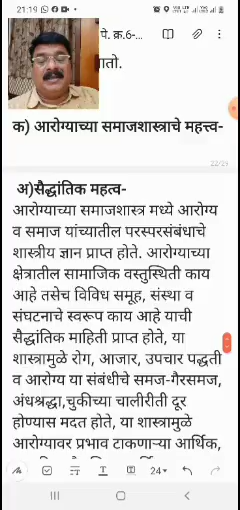 21:19
पे. क्र.6-...
ातो.
क) आरोग्याच्या समाजशास्त्राचे महत्त्व-
22/29
अ)सैद्धांतिक महत्व-
आरोग्याच्या समाजशास्त्र मध्ये आरोग्य
व समाज यांच्यातील परस्परसंबंधाचे
शास्त्रीय ज्ञान प्राप्त होते. आरोग्याच्या
क्षेत्रातील सामाजिक वस्तुस्थिती काय
आहे तसेच विविध समूह, संस्था व
संघटनाचे स्वरूप काय आहे याची
सैद्धांतिक माहिती प्राप्त होते, या
शास्त्रामुळे रोग, आजार, उपचार पद्धती
व आरोग्य या संबंधीचे समज-गैरसमज,
अंधश्रद्धा,चुकीच्या चालीरीती दूर
होण्यास मदत होते, या शास्त्रामुळे
आरोग्यावर प्रभाव टाकणाऱ्या आर्थिक,
24